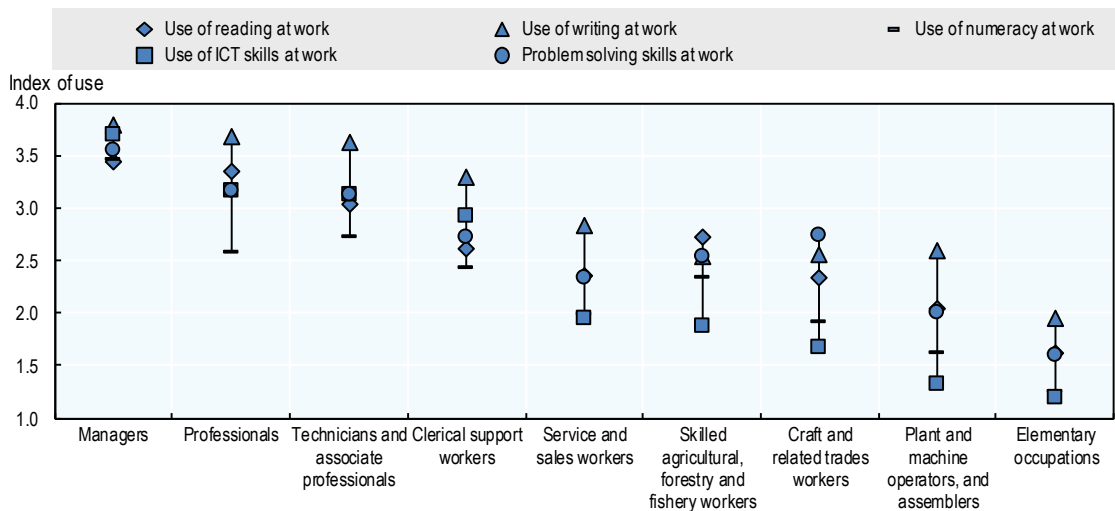 Use of reading at work
Use of writing at work
Use of numeracy at work
Use of ICT skills at work
Problem solving skills at work
Index of use
4.0
3.5
3.0
2.5
2.0
1.5
1.0
Managers
Professionals
Technicians and
associate
professionals
Clerical support
workers
Service and
sales workers
Skilled
agricultural,
forestry and
fishery workers
Craft and
related trades
workers
Plant and
machine
operators, and
assemblers
Elementary
occupations